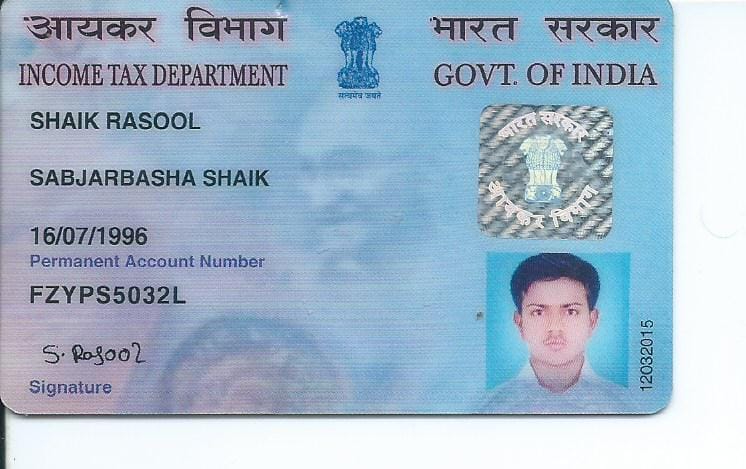 आयकर विभाग
भारत सरकार
INCOME TAX DEPARTMENT
GOVT. OF INDIA
सत्यमेव जयते
SHAIK RASOOL
भारत सरकार
आयकर विभाग
SABJARBASHA SHAIK
16/07/1996
Permanent Account Number
FZYPS5032L
S. Rasool
Signature
12032015